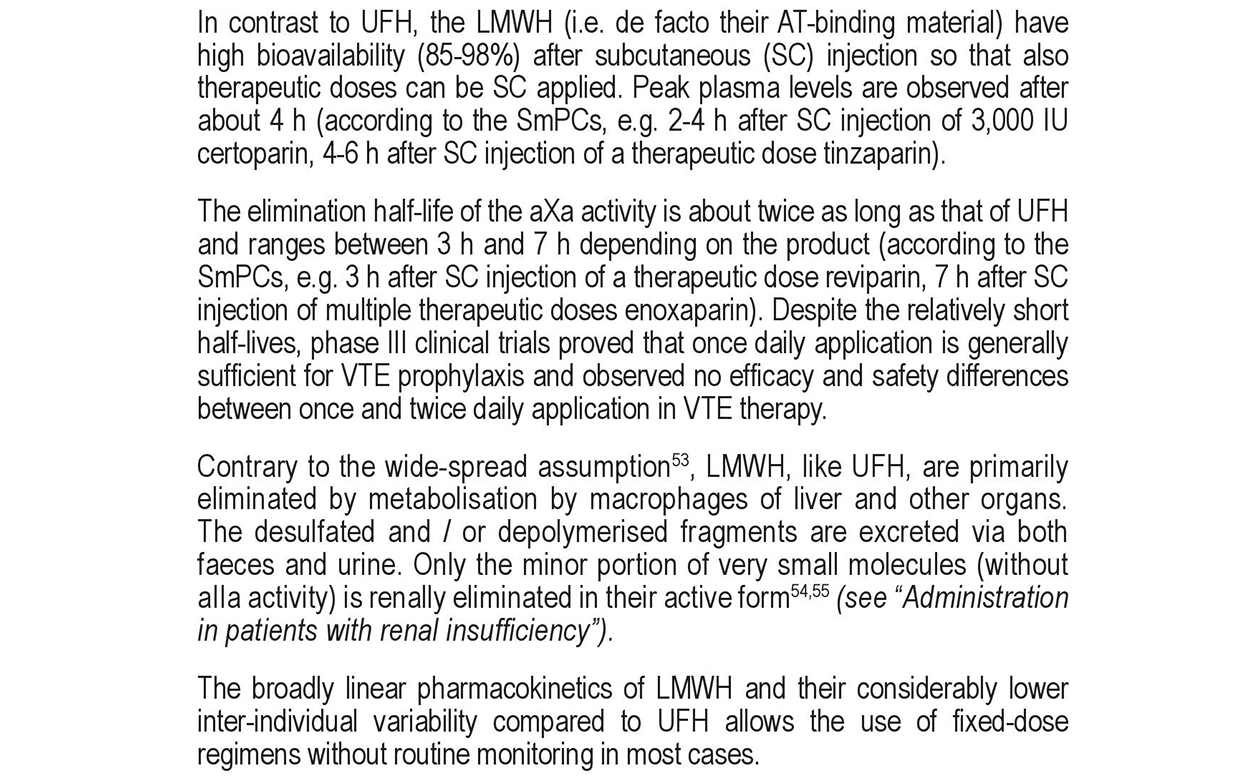 In contrast to UFH, the LMWH (i.e. de facto their AT-binding material) have
high bioavailability (85-98%) after subcutaneous (SC) injection so that also
therapeutic doses can be SC applied. Peak plasma levels are observed after
about 4 h (according to the SmPCs, e.g. 2-4 h after SC injection of 3,000 IU
certoparin, 4-6 h after SC injection of a therapeutic dose tinzaparin).
The elimination half-life of the aXa activity is about twice as long as that of UFH
and ranges between 3 h and 7 h depending on the product (according to the
SmPCs, e.g. 3 h after SC injection of a therapeutic dose reviparin, 7 h after SC
injection of multiple therapeutic doses enoxaparin). Despite the relatively short
half-lives, phase III clinical trials proved that once daily application is generally
sufficient for VTE prophylaxis and observed no efficacy and safety differences
between once and twice daily application in VTE therapy.
Contrary to the wide-spread assumption53, LMWH, like UFH, are primarily
eliminated by metabolisation by macrophages of liver and other organs.
The desulfated and / or depolymerised fragments are excreted via both
faeces and urine. Only the minor portion of very small molecules (without
aIIa activity) is renally eliminated in their active form54,55 (see “Administration
in patients with renal insufficiency”).
The broadly linear pharmacokinetics of LMWH and their considerably lower
inter-individual variability compared to UFH allows the use of fixed-dose
regimens without routine monitoring in most cases.